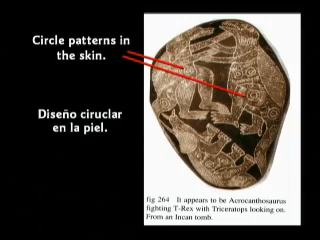 Circle patterns in
the skin.
Diseño ciruclar
en la piel.
fig 264 It appears to be Aerocanthosaurus
fighting T-Rex with Triceratops looking on.
From an Incan tomb.